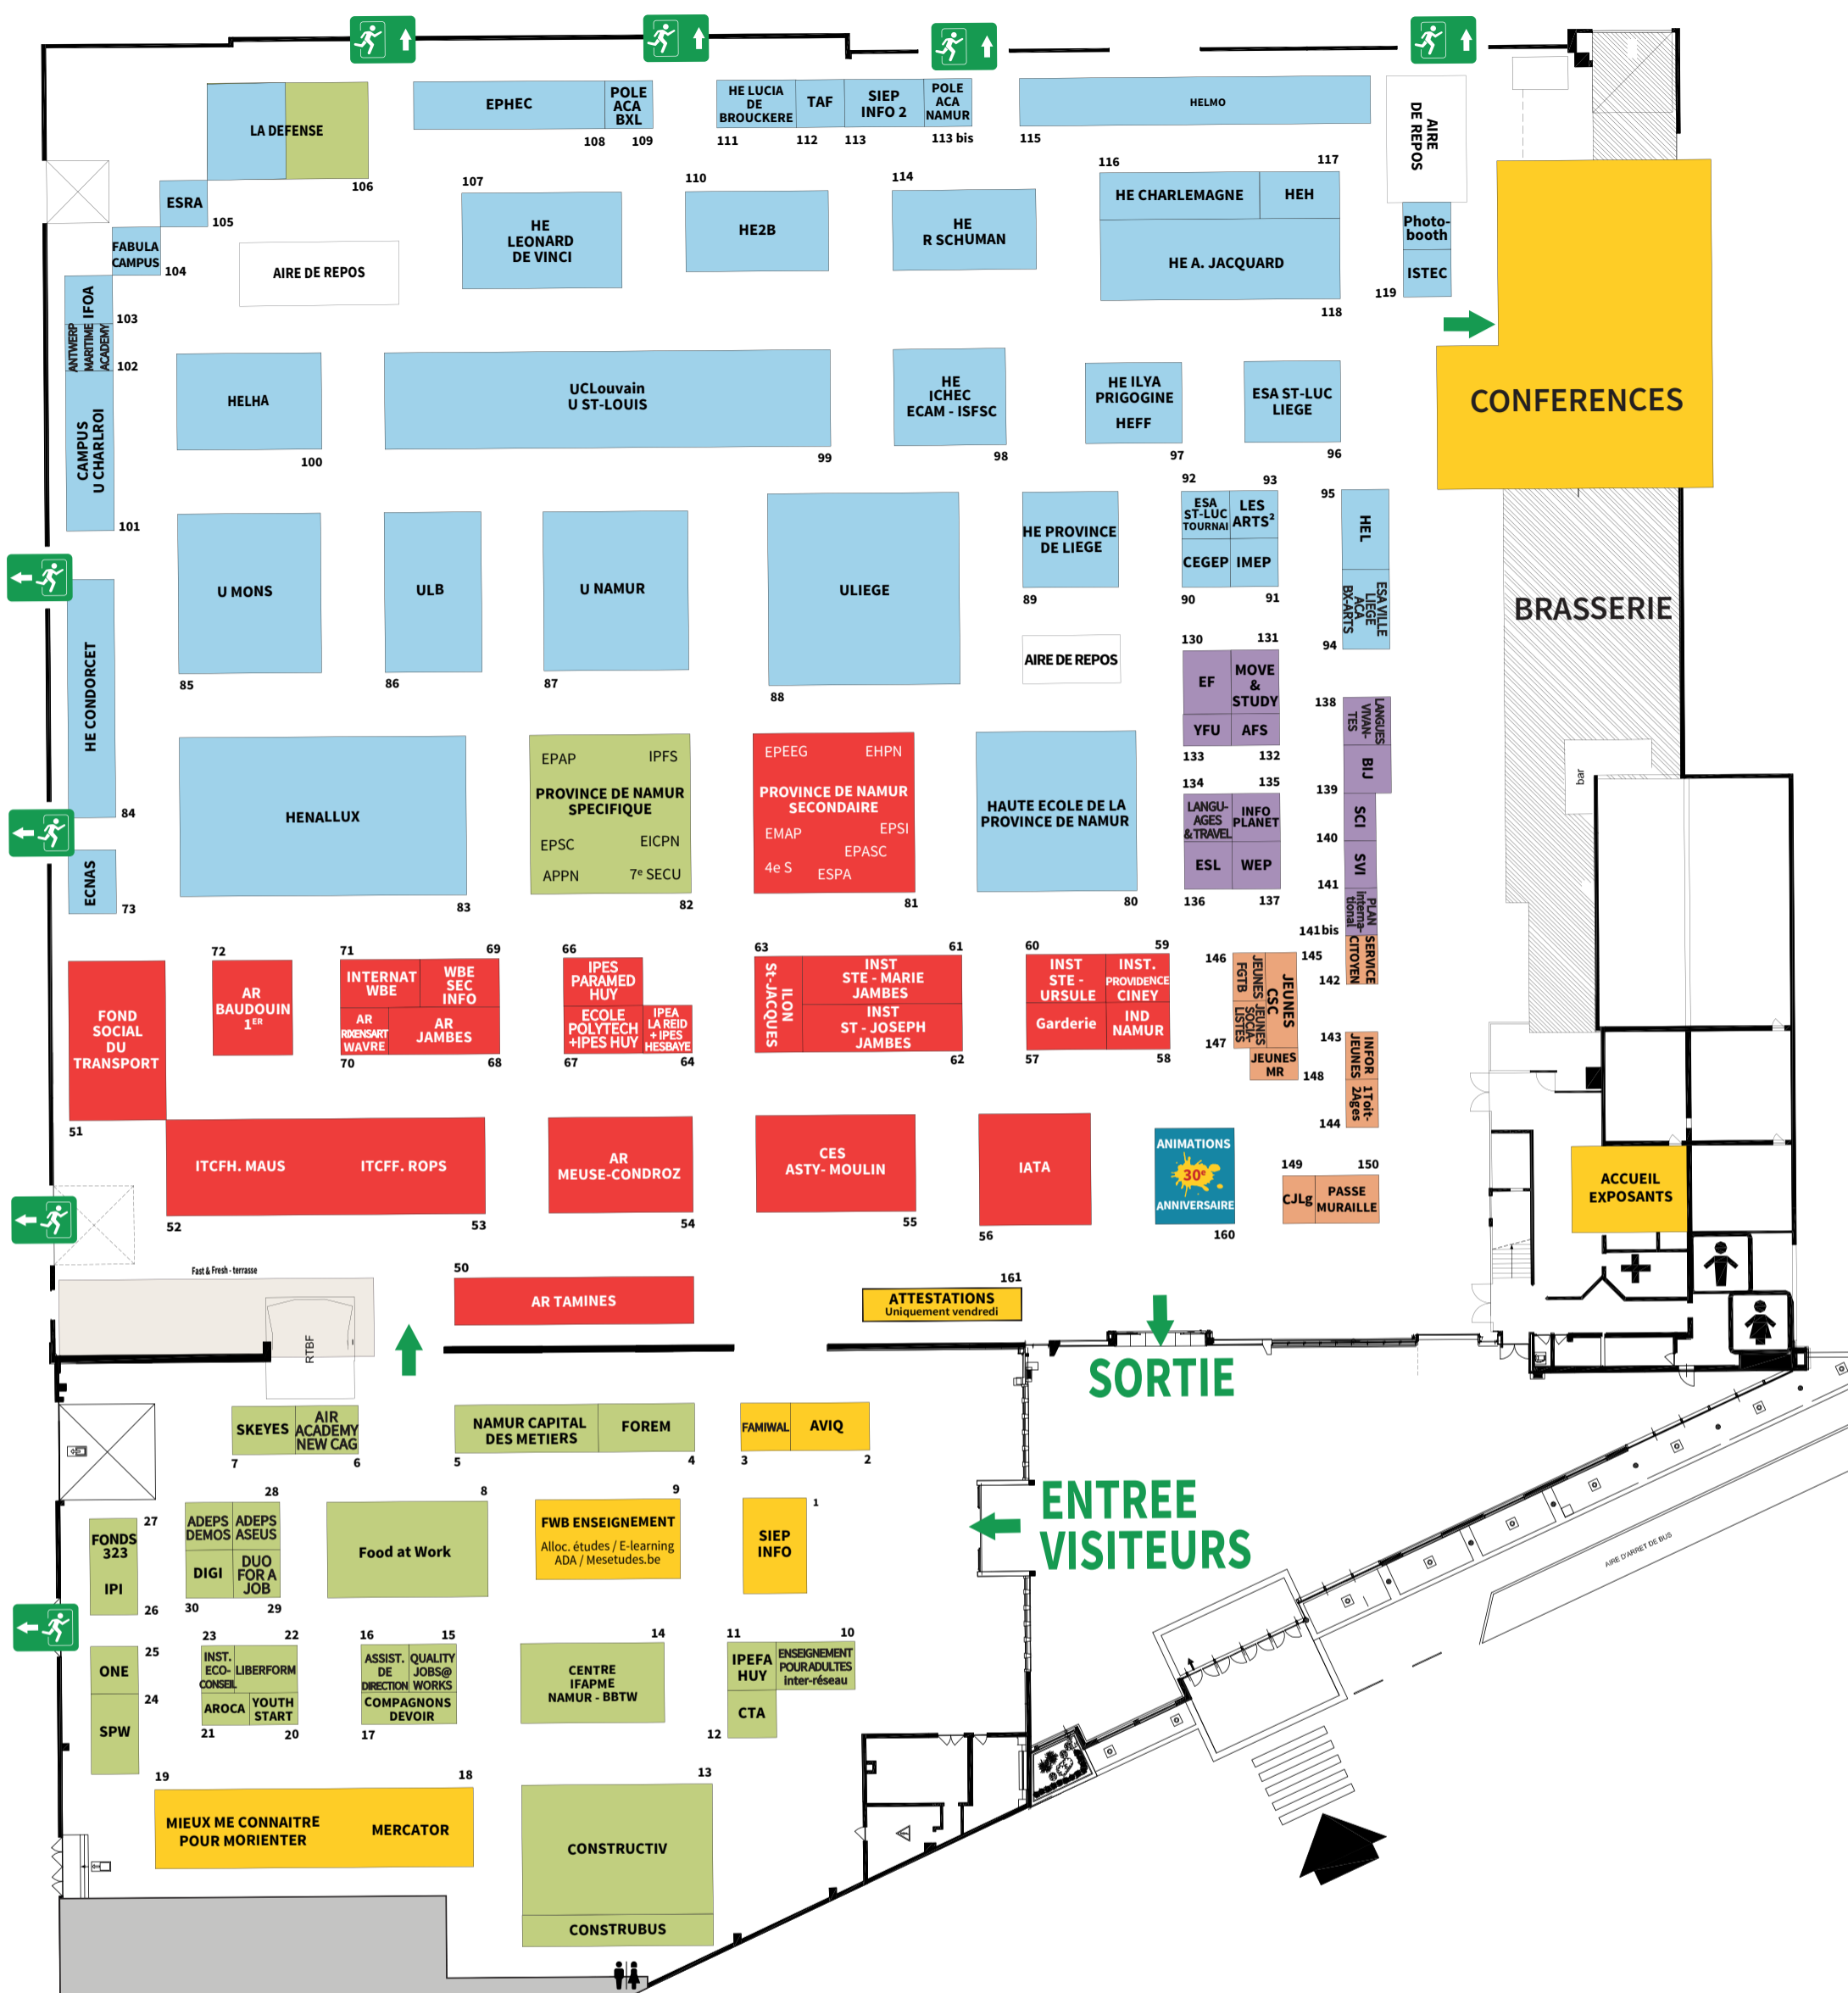 EPHEC
POLE
ACA
BXL
108
109
HE LUCIA
DE
BROUCKERE
TAF
SIEP
INFO 2
POLE
ACA
NAMUR
111
112
113
113 bis
HELMO
115
AIRE
DE REPOS
LA DEFENSE
106
ESRA
105
FABULA
CAMPUS
104
AIRE DE REPOS
107
HE
LEONARD
DE VINCI
110
HE2B
114
HE
R SCHUMAN
116
117
HE CHARLEMAGNE
HEH
HE A. JACQUARD
118
Photo-
booth
ISTEC
119
IFOA
103
ANTWERP
MARITIME
ACADEMY
102
CAMPUS
U CHARLROI
101
HELHA
100
UCLouvain
U ST-LOUIS
99
HE
ICHEC
ECAM - ISFSC
98
HE ILYA
PRIGOGINE
HEFF
97
ESA ST-LUC
LIEGE
96
CONFERENCES
U MONS
85
ULB
86
U NAMUR
87
ULIEGE
88
HE PROVINCE
DE LIEGE
89
AIRE DE REPOS
92
93
ESA
ST-LUC
TOURNAI
LES
ARTS²
CEGEP
IMEP
90
91
95
HEL
ESA VILLE
LIEGE
ACA
BX-ARTS
94
BRASSERIE
bar
HE CONDORCET
84
ECNAS
73
HENALLUX
83
EPAP
IPFS
PROVINCE DE NAMUR
SPECIFIQUE
EPSC
EICPN
APPN
7e SECU
82
EPEEG
EHPN
PROVINCE DE NAMUR
SECONDAIRE
EMAP
EPSI
EPASC
4e S
ESPA
81
HAUTE ECOLE DE LA
PROVINCE DE NAMUR
80
130
131
EF
MOVE
&
STUDY
YFU
AFS
133
132
134
135
LANGU-
AGES
& TRAVEL
INFO
PLANET
ESL
WEP
136
137
138
LANGUES
VIVAN-
TES
BIJ
139
SCI
140
SVI
141
PLAN
interna-
tional
141 bis
SERVICE
CITOYEN
142
143
INFOR
JEUNES
1Toit-
2Ages
144
FOND
SOCIAL
DU
TRANSPORT
51
72
AR
BAUDOUIN
1ER
71
69
INTERNAT
WBE
WBE
SEC
INFO
AR
RIXENSART
WAVRE
AR
JAMBES
70
68
66
IPES
PARAMED
HUY
ECOLE
POLYTECH
+IPES HUY
IPEA
LA REID
+ IPES
HESBAYE
67
64
63
61
ILON
St-JACQUES
INST
STE - MARIE
JAMBES
INST
ST - JOSEPH
JAMBES
62
60
59
INST
STE -
URSULE
INST.
PROVIDENCE
CINEY
Garderie
IND
NAMUR
57
58
146
145
JEUNES
FGTB
JEUNES
CSC
JEUNES
SOCIA-
LISTES
147
JEUNES
MR
148
ITCFH. MAUS
ITCFF. ROPS
52
53
AR
MEUSE-CONDROZ
54
CES
ASTY- MOULIN
55
IATA
56
ANIMATIONS
30e
ANNIVERSAIRE
160
149
150
CJLg
PASSE
MURAILLE
ACCUEIL
EXPOSANTS
Fast & Fresh - terrasse
RTBF
50
AR TAMINES
161
ATTESTATIONS
Uniquement vendredi
SORTIE
SKEYES
AIR
ACADEMY
NEW CAG
7
6
NAMUR CAPITAL
DES METIERS
FOREM
5
4
FAMIWAL
AVIQ
3
2
ENTREE
VISITEURS
AIRE D'ARRET DE BUS
27
FONDS
323
IPI
26
28
ADEPS
DEMOS
ADEPS
ASEUS
DIGI
DUO
FOR A
JOB
30
29
8
Food at Work
9
FWB ENSEIGNEMENT
Alloc. études / E-learning
ADA / Mesetudes.be
1
SIEP
INFO
25
ONE
24
SPW
23
22
INST.
ECO-
CONSEIL
LIBERFORM
AROCA
YOUTH
START
21
20
16
15
ASSIST.
DE
DIRECTION
QUALITY
JOBS@
WORKS
COMPAGNONS
DEVOIR
17
14
CENTRE
IFAPME
NAMUR - BBTW
11
10
IPEFA
HUY
ENSEIGNEMENT
POUR ADULTES
inter-réseau
CTA
12
19
18
MIEUX ME CONNAITRE
POUR MORIENTER
MERCATOR
13
CONSTRUCTIV
CONSTRUBUS